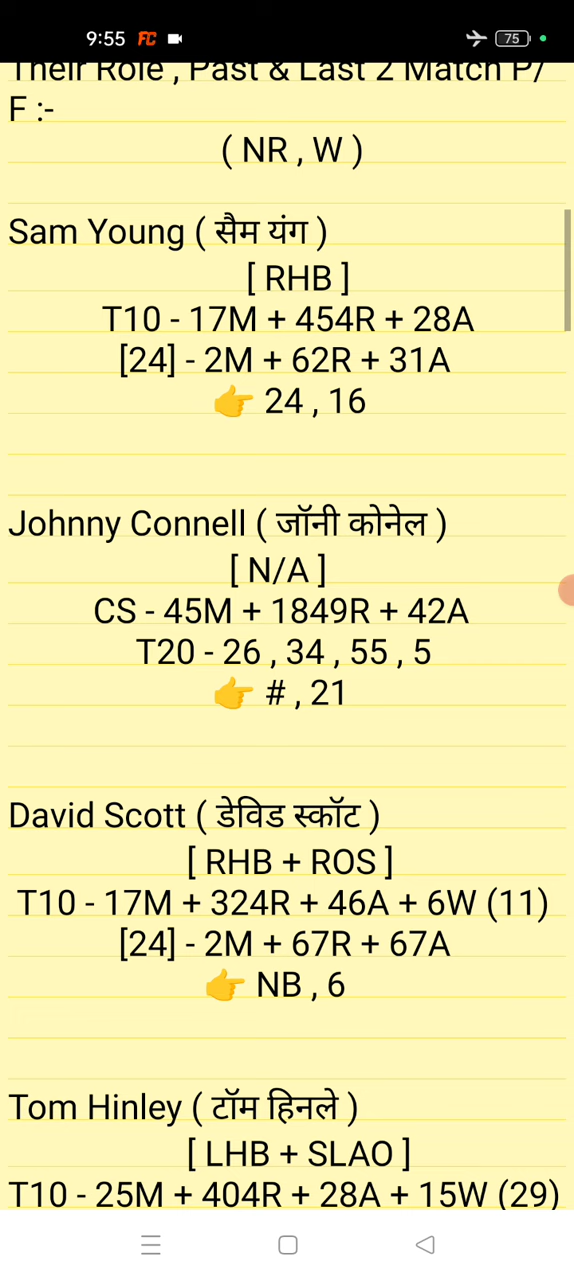 9:55 FC 75
Their Role , Past & Last 2 Match P/
F :-
( NR , W )
Sam Young ( सैम यंग )
[ RHB ]
T10 - 17M + 454R + 28A
[24] - 2M + 62R + 31A
👉 24 , 16
Johnny Connell ( जॉनी कोनेल )
[ N/A ]
CS - 45M + 1849R + 42A
T20 - 26 , 34 , 55 , 5
👉 # , 21
David Scott ( डेविड स्कॉट )
[ RHB + ROS ]
T10 - 17M + 324R + 46A + 6W (11)
[24] - 2M + 67R + 67A
👉 NB , 6
Tom Hinley ( टॉम हिनले )
[ LHB + SLAO ]
T10 - 25M + 404R + 28A + 15W (29)